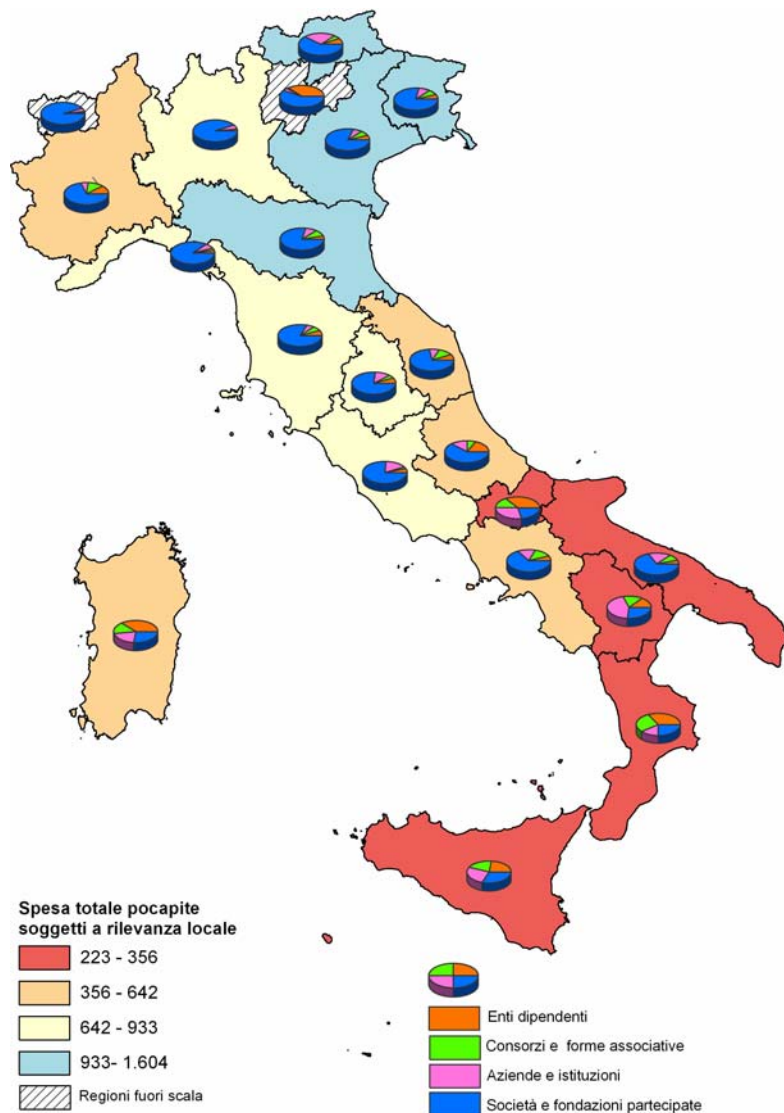 Spesa totale pocapite
soggetti a rilevanza locale
223 - 356
356 - 642
642 - 933
933- 1.604
Regioni fuori scala
Enti dipendenti
Consorzi e forme associative
Aziende e istituzioni
Società e fondazioni partecipate